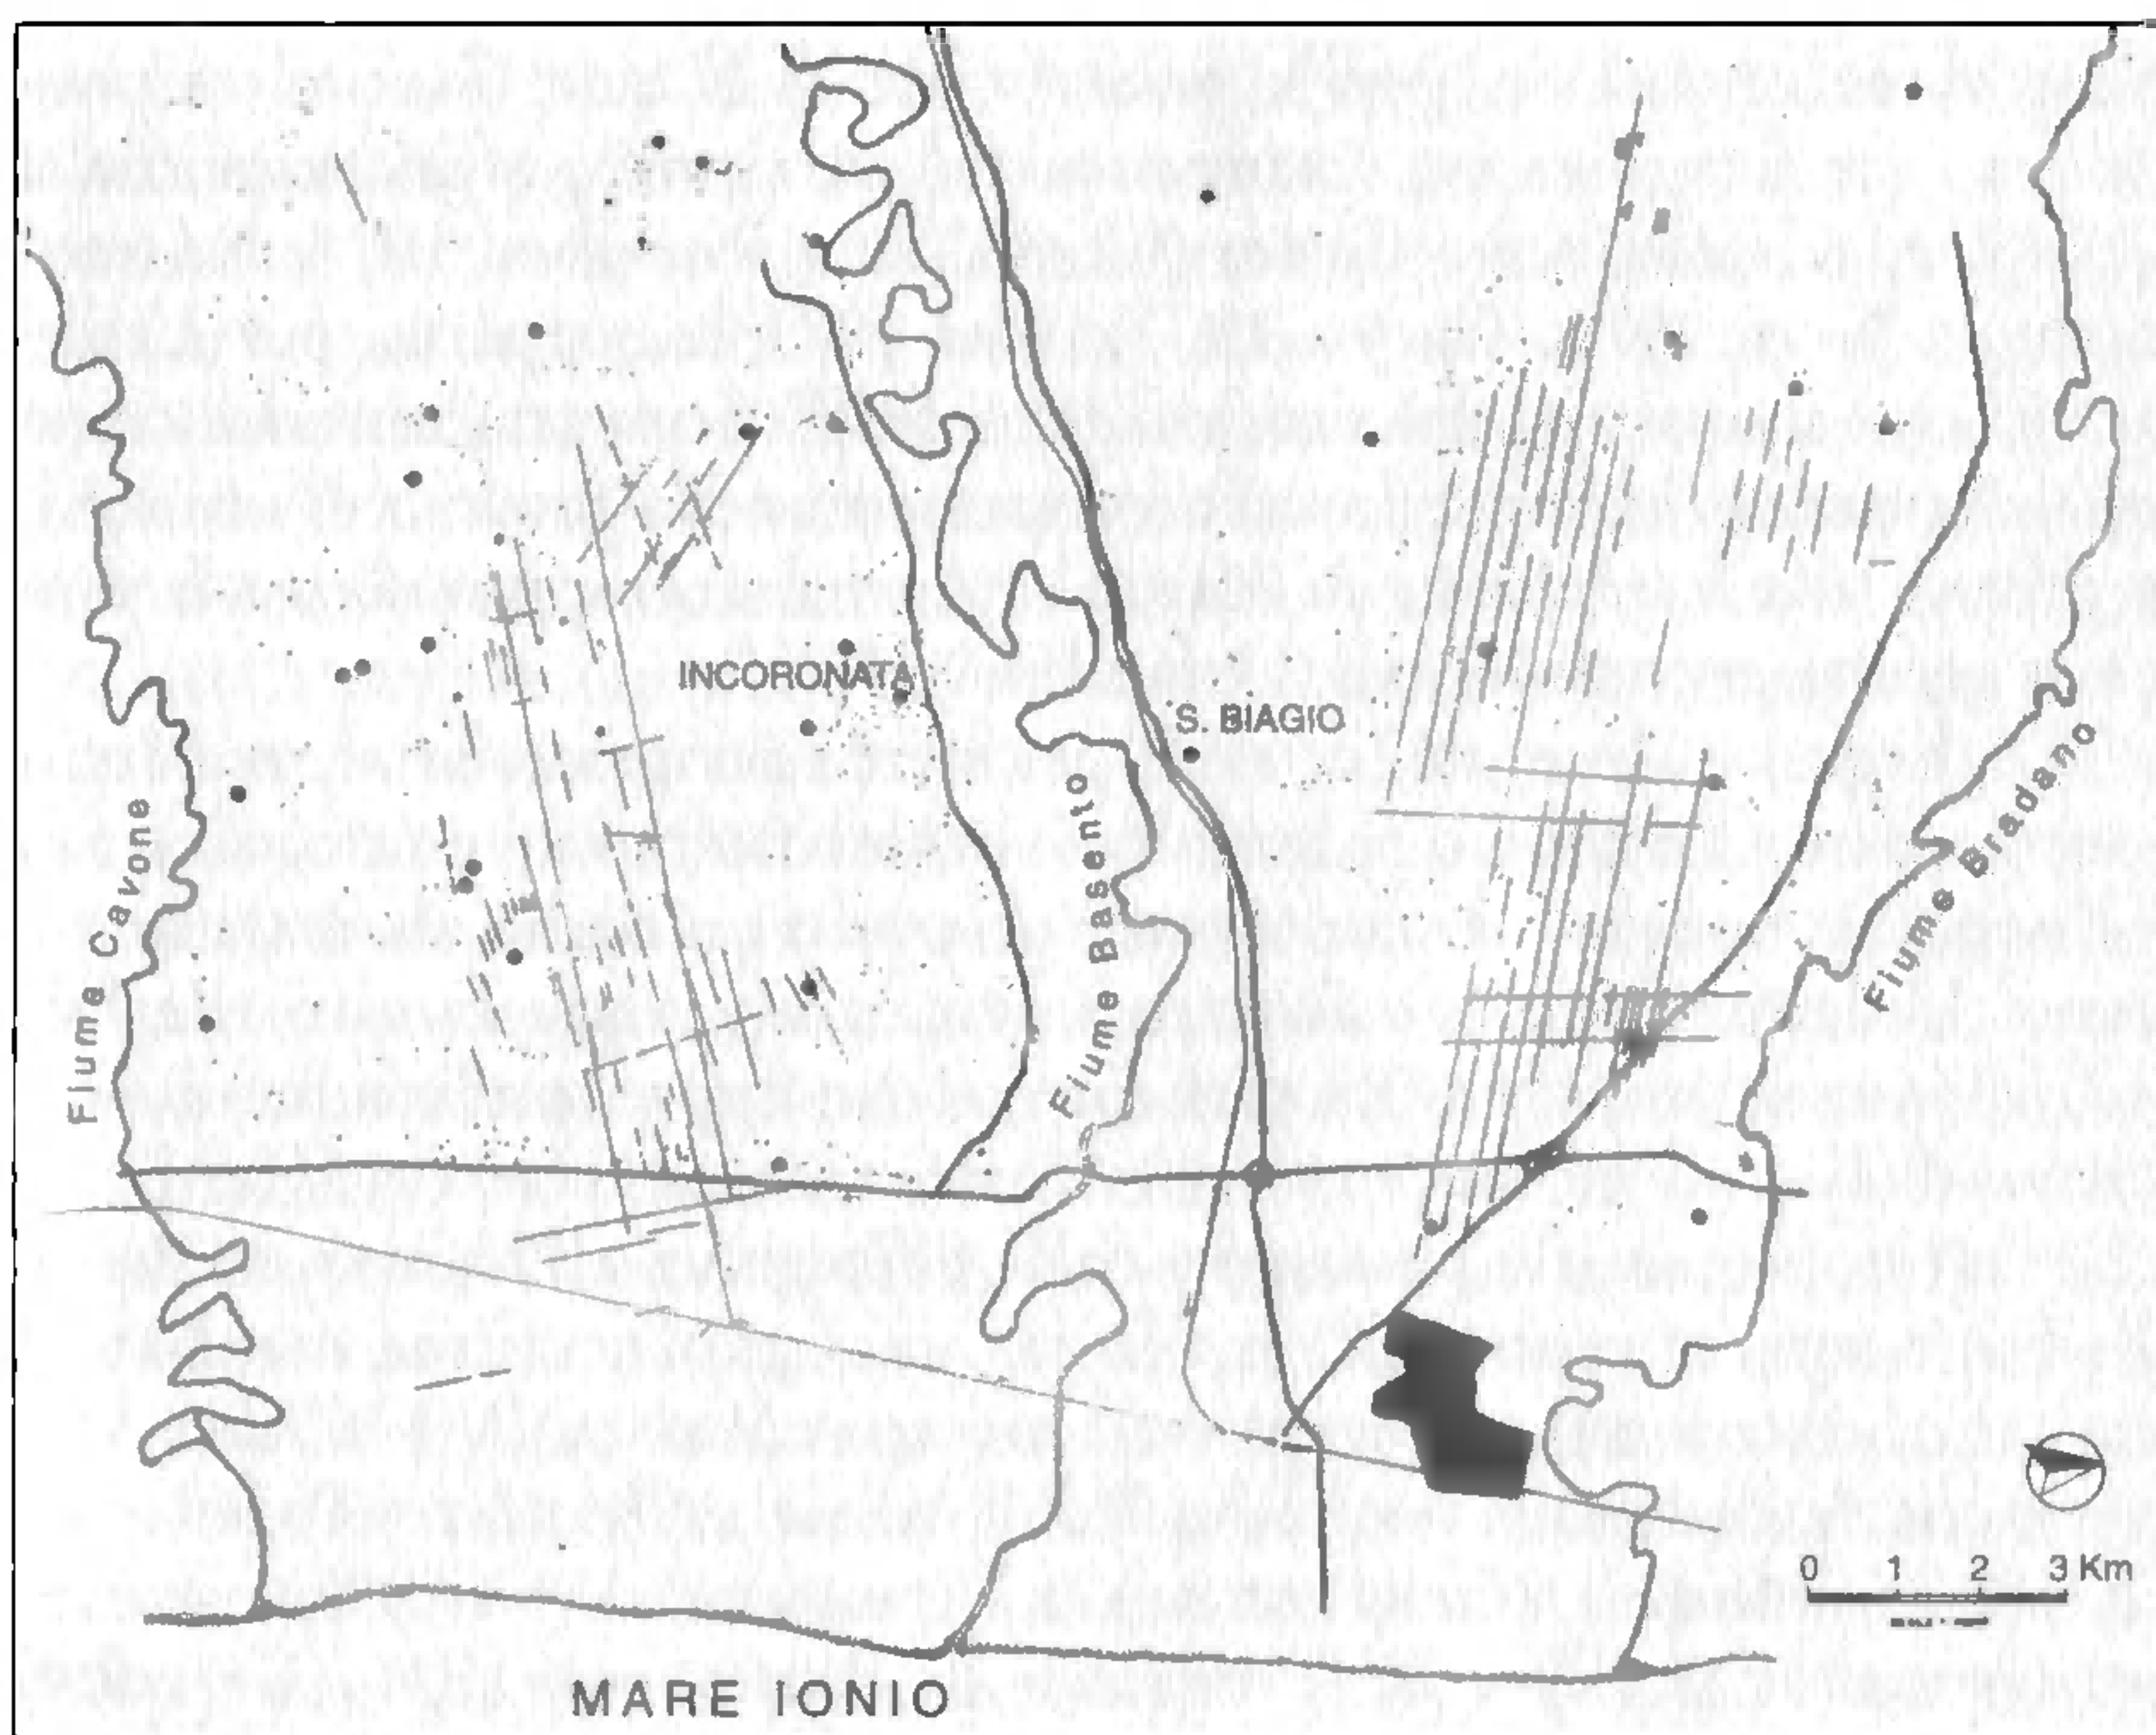 INCORONATA
S. BIAGIO
Fiume Cavone
Fiume Basento
Fiume Bradano
0 1 2 3 Km
MARE IONIO